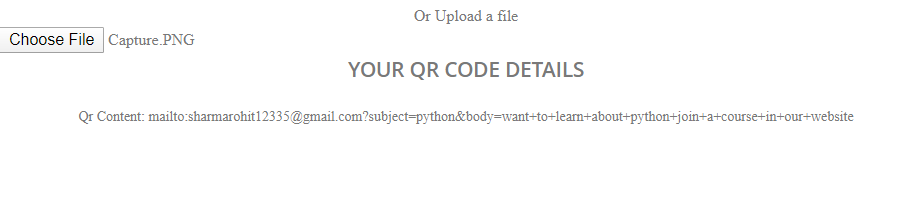 Or Upload a file
Choose File Capture.PNG
YOUR QR CODE DETAILS
Qr Content: mailto:sharmarohit12335@gmail.com?subject=python&body=want+to+learn+about+python+join+a+course+in+our+website